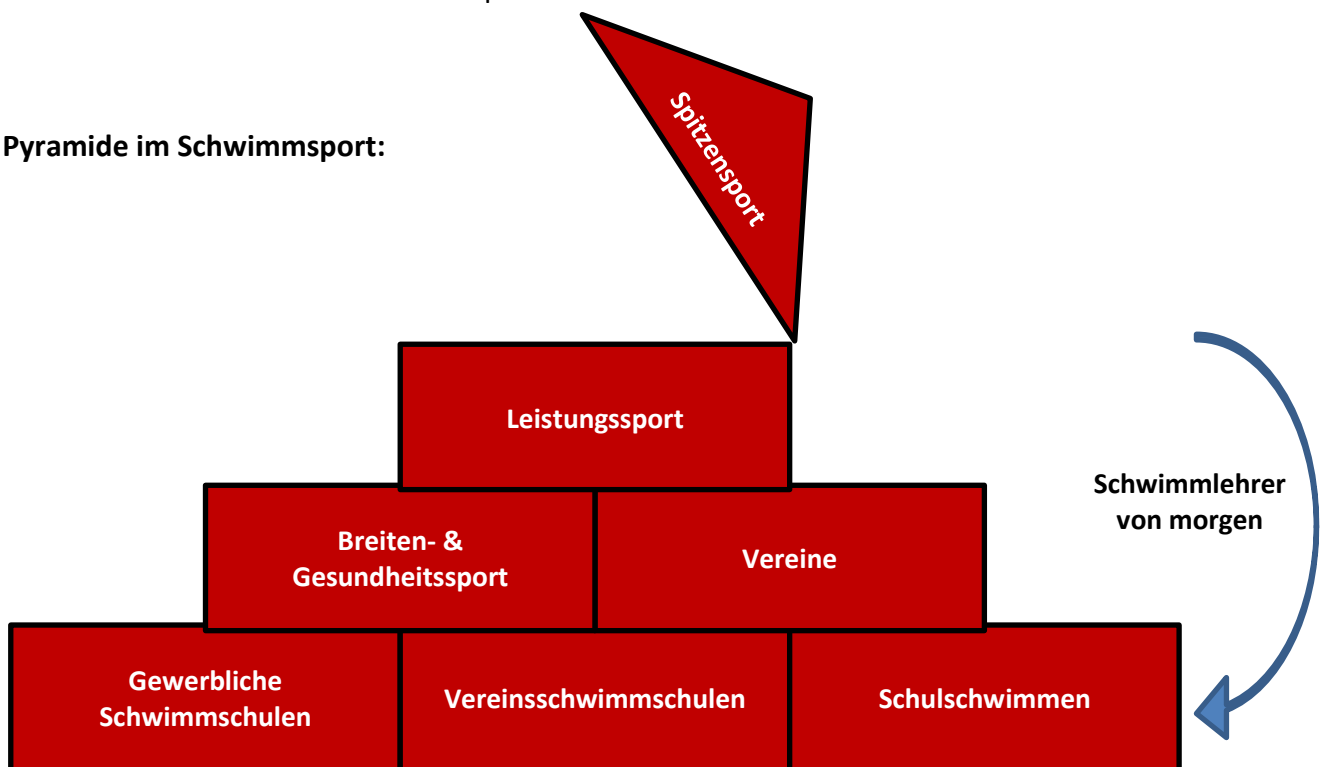 Pyramide im Schwimmsport:
Spitzensport
Leistungssport
Breiten- &
Gesundheitssport
Vereine
Schwimmlehrer
von morgen
Gewerbliche
Schwimmschulen
Vereinsschwimmschulen
Schulschwimmen